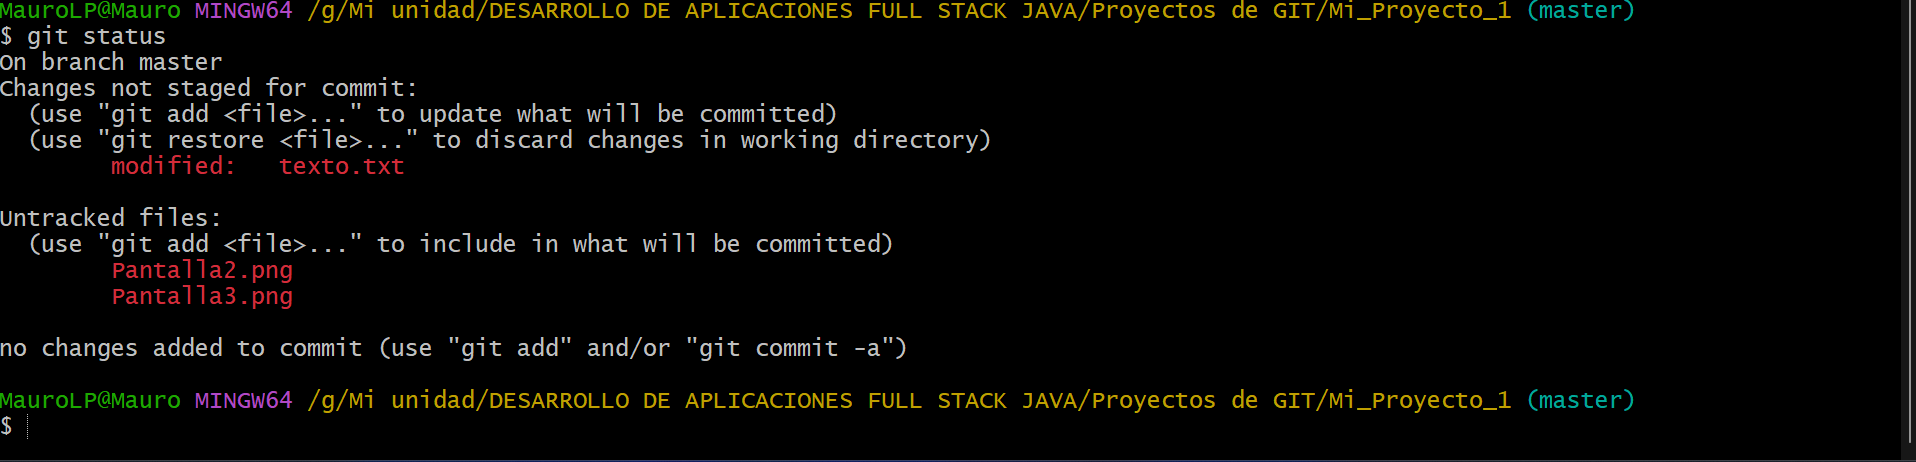 MauroLP@Mauro MINGW64 /g/Mi unidad/DESARROLLO DE APLICACIONES FULL STACK JAVA/Proyectos de GIT/Mi_Proyecto_1 (master)
$ git status
On branch master
Changes not staged for commit:
  (use "git add <file>..." to update what will be committed)
  (use "git restore <file>..." to discard changes in working directory)
        modified:   texto.txt

Untracked files:
  (use "git add <file>..." to include in what will be committed)
        Pantalla2.png
        Pantalla3.png

no changes added to commit (use "git add" and/or "git commit -a")

MauroLP@Mauro MINGW64 /g/Mi unidad/DESARROLLO DE APLICACIONES FULL STACK JAVA/Proyectos de GIT/Mi_Proyecto_1 (master)
$